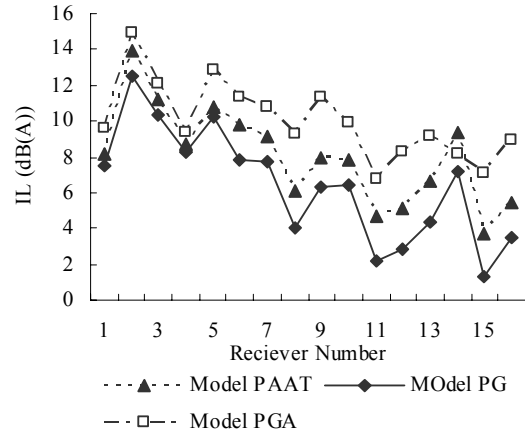 16
14
12
10
8
6
4
2
0
IL (dB(A))
1 3 5 7 9 11 13 15
Reciever Number
Model PAAT MOdel PG
Model PGA